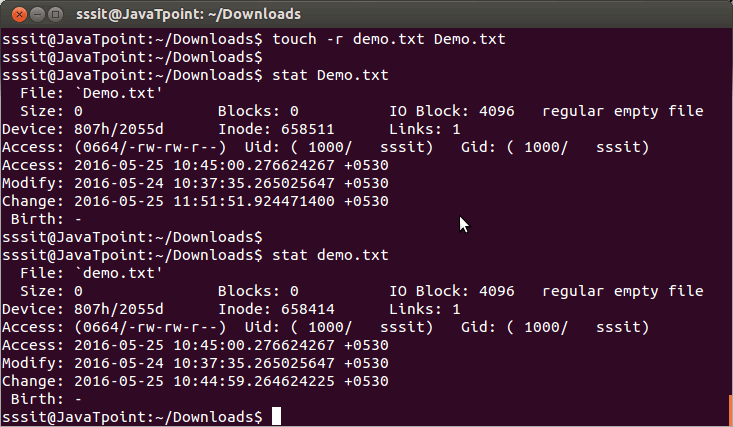 sssit@JavaTpoint: ~/Downloads
sssit@JavaTpoint:~/Downloads$ touch -r demo.txt Demo.txt
sssit@JavaTpoint:~/Downloads$
sssit@JavaTpoint:~/Downloads$ stat Demo.txt
  File: `Demo.txt'
  Size: 0               Blocks: 0          IO Block: 4096   regular empty file
Device: 807h/2055d      Inode: 658511      Links: 1
Access: (0664/-rw-rw-r--)  Uid: ( 1000/   sssit)   Gid: ( 1000/   sssit)
Access: 2016-05-25 10:45:00.276624267 +0530
Modify: 2016-05-24 10:37:35.265025647 +0530
Change: 2016-05-25 11:51:51.924471400 +0530
 Birth: -
sssit@JavaTpoint:~/Downloads$
sssit@JavaTpoint:~/Downloads$ stat demo.txt
  File: `demo.txt'
  Size: 0               Blocks: 0          IO Block: 4096   regular empty file
Device: 807h/2055d      Inode: 658414      Links: 1
Access: (0664/-rw-rw-r--)  Uid: ( 1000/   sssit)   Gid: ( 1000/   sssit)
Access: 2016-05-25 10:45:00.276624267 +0530
Modify: 2016-05-24 10:37:35.265025647 +0530
Change: 2016-05-25 10:44:59.264624225 +0530
 Birth: -
sssit@JavaTpoint:~/Downloads$